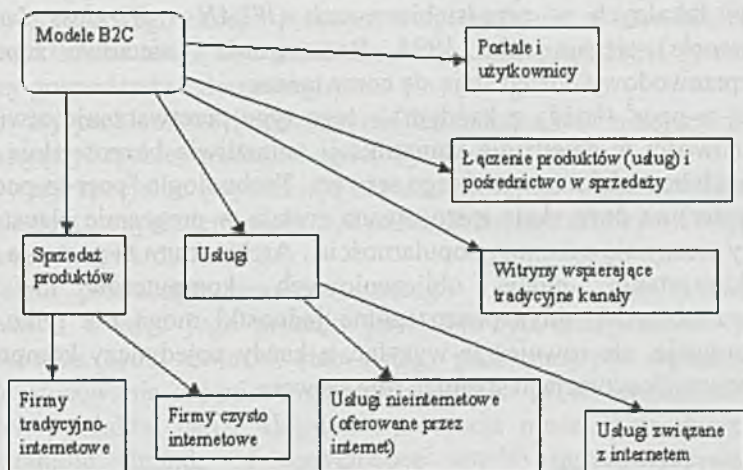 Modele B2C
Portale i
użytkownicy
Łączenie produktów (usług) i
pośrednictwo w sprzedaży
Sprzedaż
produktów
Usługi
Witryny wspierające
tradycyjne kanały
Firmy
tradycyjno-
internetowe
Firmy czysto
internetowe
Usługi nieinternetowe
(oferowane przez
internet)
Usługi związane
z internetem